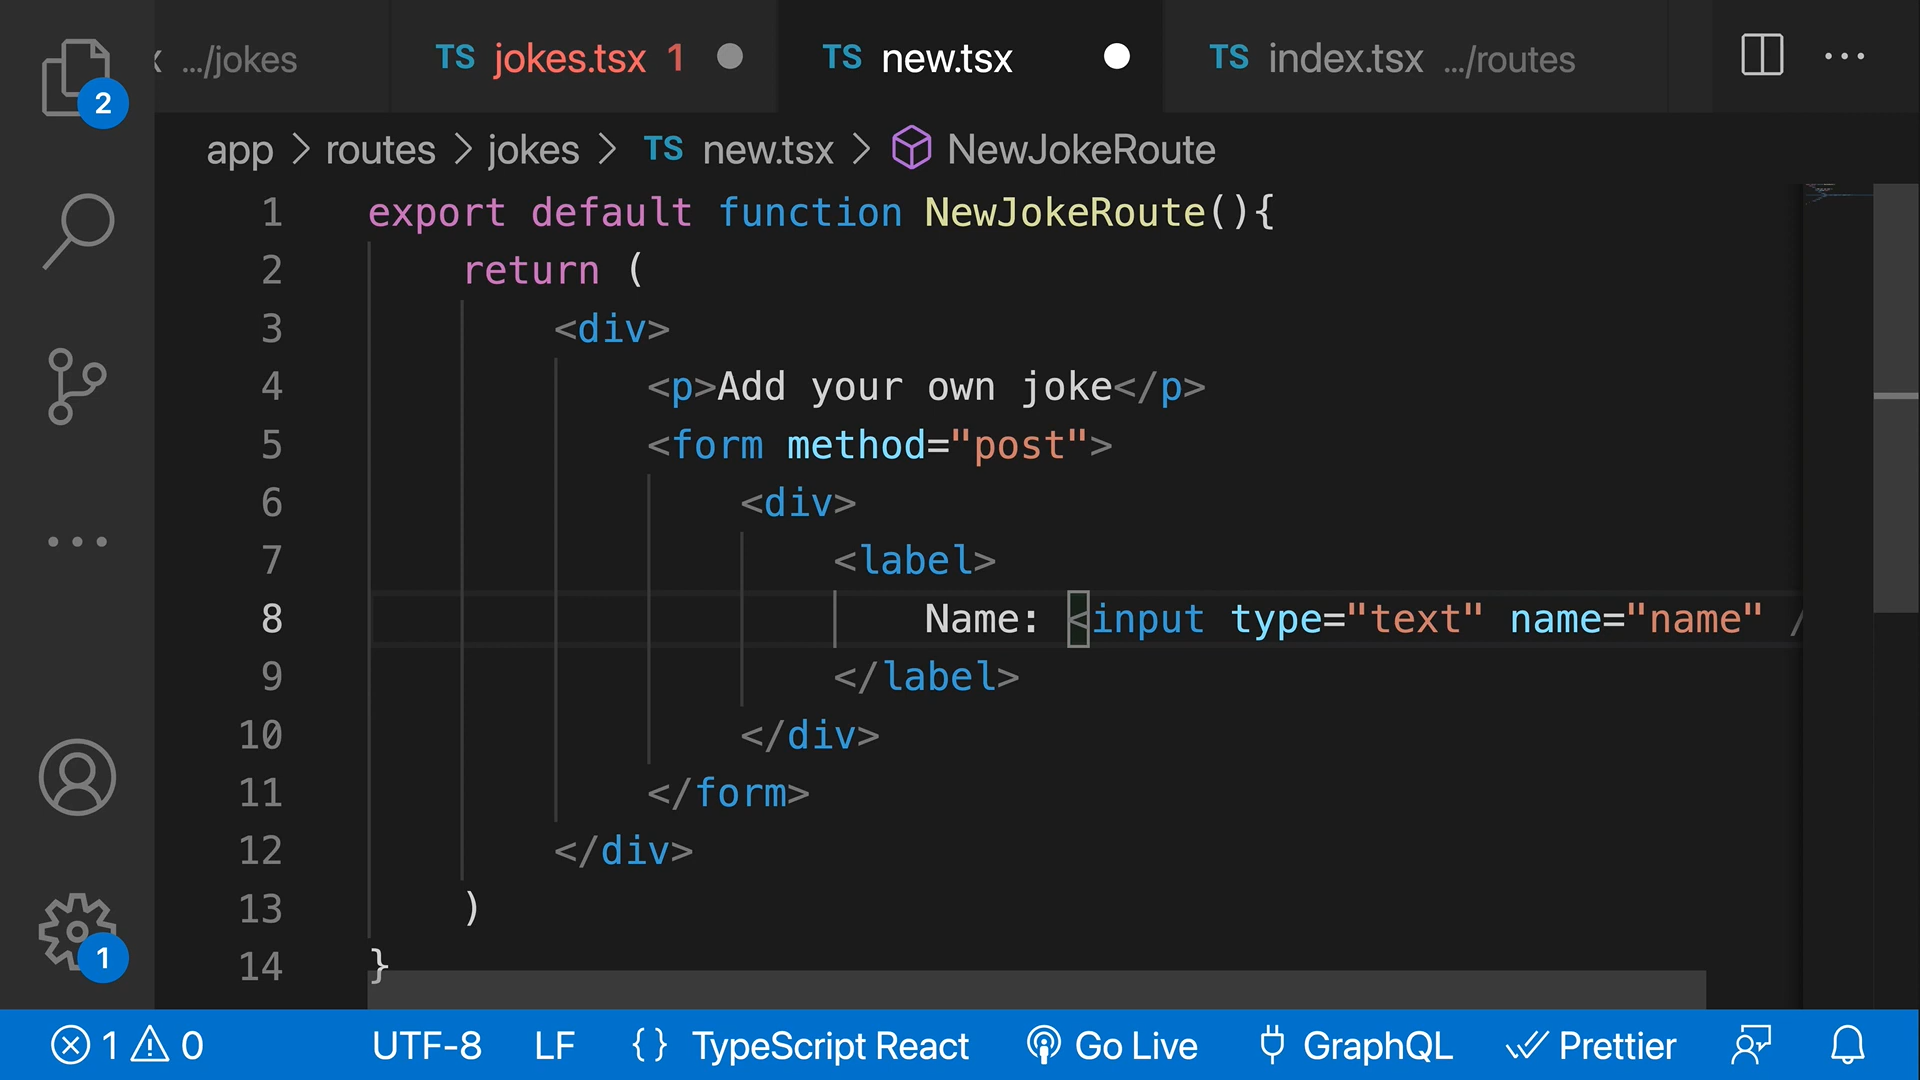 …/jokes TS jokes.tsx 1 TS new.tsx TS index.tsx …/routes ···
2
app > routes > jokes > TS new.tsx > NewJokeRoute
1 export default function NewJokeRoute(){
2 return (
3 <div>
4 <p>Add your own joke</p>
5 <form method="post">
6 <div>
7 <label>
8 Name: <input type="text" name="name" /
9 </label>
10 </div>
11 </form>
12 </div>
13 )
14 }
1
1 0 UTF-8 LF {} TypeScript React Go Live GraphQL Prettier